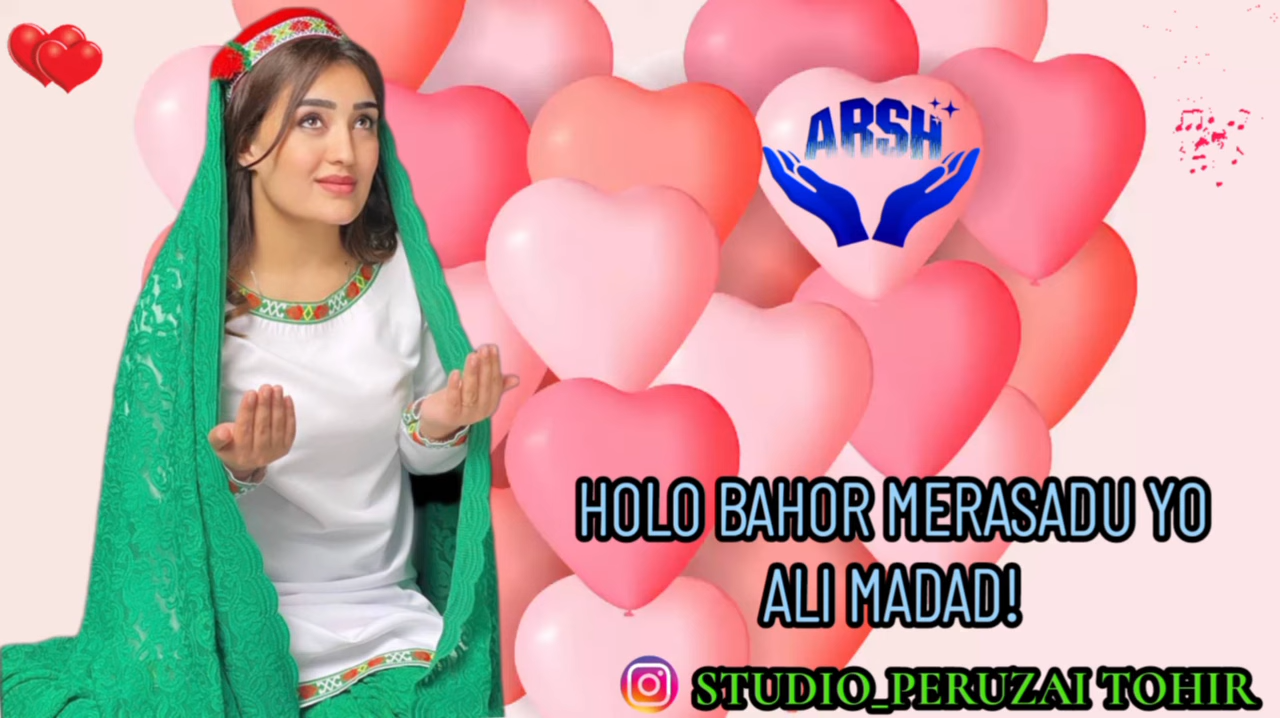 ARSH
HOLO BAHOR MERASADU YO
ALI MADAD!
STUDIO_PERUZAI TOHIR